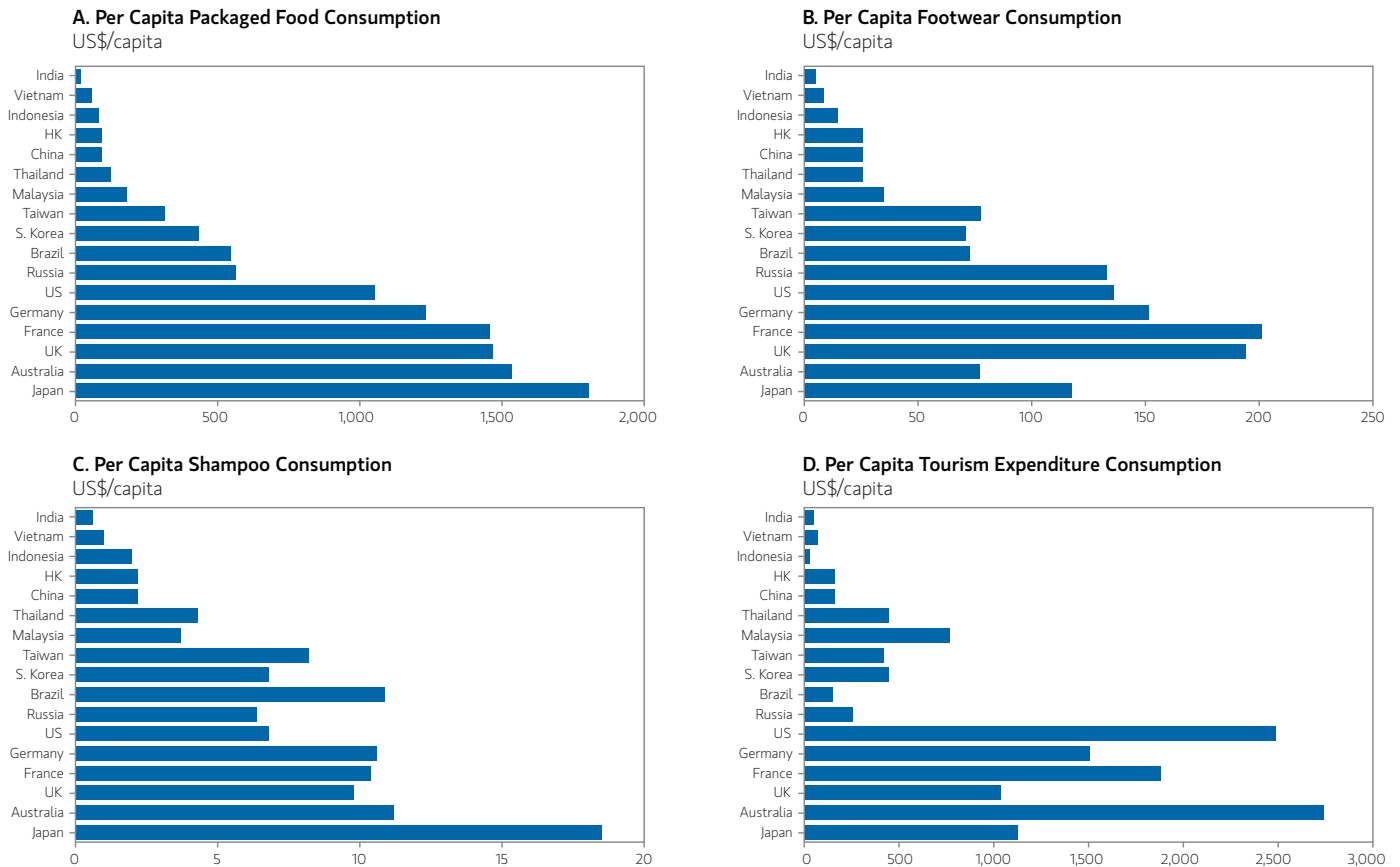 A. Per Capita Packaged Food Consumption
US$/capita
India
Vietnam
Indonesia
HK
China
Thailand
Malaysia
Taiwan
S. Korea
Brazil
Russia
US
Germany
France
UK
Australia
Japan
0 500 1,000 1,500 2,000
B. Per Capita Footwear Consumption
US$/capita
India
Vietnam
Indonesia
HK
China
Thailand
Malaysia
Taiwan
S. Korea
Brazil
Russia
US
Germany
France
UK
Australia
Japan
0 50 100 150 200 250
C. Per Capita Shampoo Consumption
US$/capita
India
Vietnam
Indonesia
HK
China
Thailand
Malaysia
Taiwan
S. Korea
Brazil
Russia
US
Germany
France
UK
Australia
Japan
0 5 10 15 20
D. Per Capita Tourism Expenditure Consumption
US$/capita
India
Vietnam
Indonesia
HK
China
Thailand
Malaysia
Taiwan
S. Korea
Brazil
Russia
US
Germany
France
UK
Australia
Japan
0 500 1,000 1,500 2,000 2,500 3,000